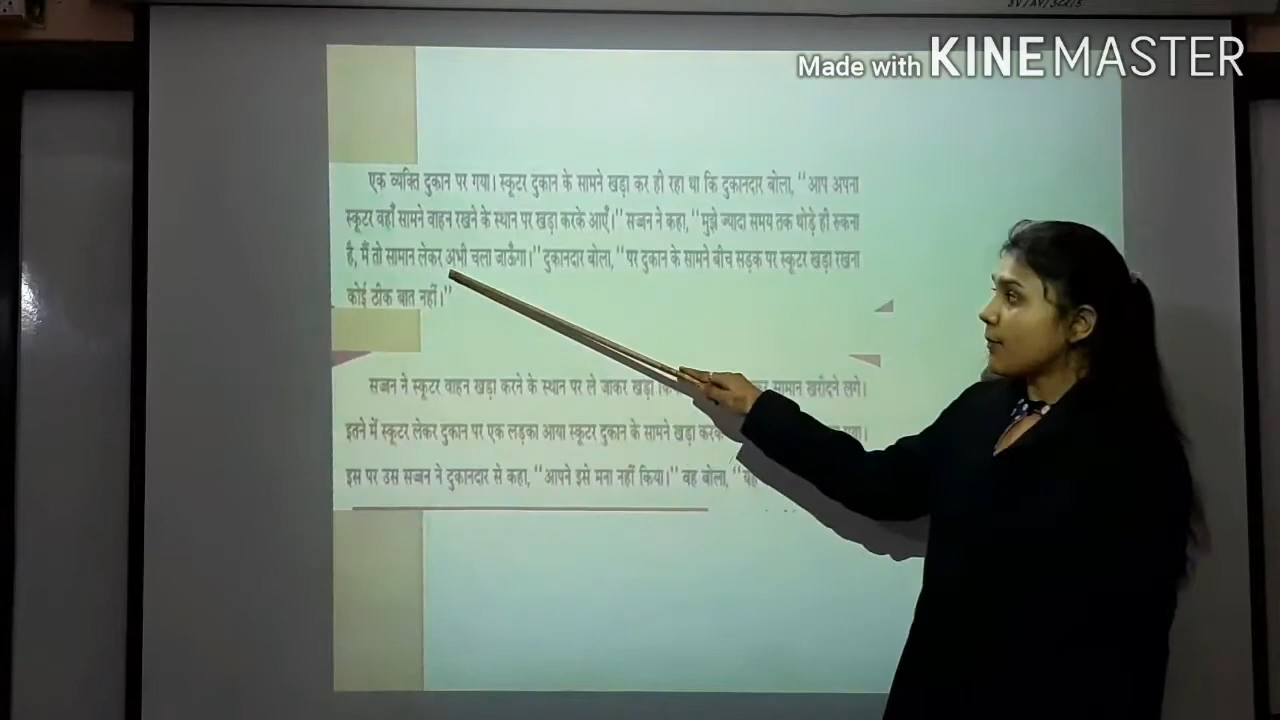 Made with KINEMASTER
एक व्यक्ति दुकान पर गया। स्कूटर दुकान के सामने खड़ा कर ही रहा था कि दुकानदार बोला, "आप अपना
स्कूटर वहाँ सामने वाहन रखने के स्थान पर खड़ा करके आएँ।" सज्जन ने कहा, "मुझे ज्यादा समय तक थोड़े ही रुकना
है, मैं तो सामान लेकर अभी चला जाऊँगा।" दुकानदार बोला, "पर दुकान के सामने बीच सड़क पर स्कूटर खड़ा रखना
कोई ठीक बात नहीं।"
सज्जन ने स्कूटर वाहन खड़ा करने के स्थान पर ले जाकर खड़ा सामान खरीदने लगे।
इतने में स्कूटर लेकर दुकान पर एक लड़का आया स्कूटर दुकान के सामने खड़ा
इस पर उस सज्जन ने दुकानदार से कहा, "आपने इसे मना नहीं किया।" वह बोला,